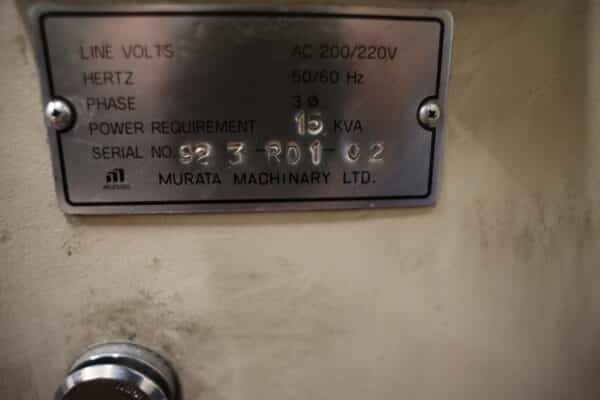 LINE VOLTS AC 200/220V
HERTZ 50/60 Hz
PHASE 3 Ø
POWER REQUIREMENT 15 KVA
SERIAL NO. 92 3-R01-02
MURATA MACHINARY LTD.